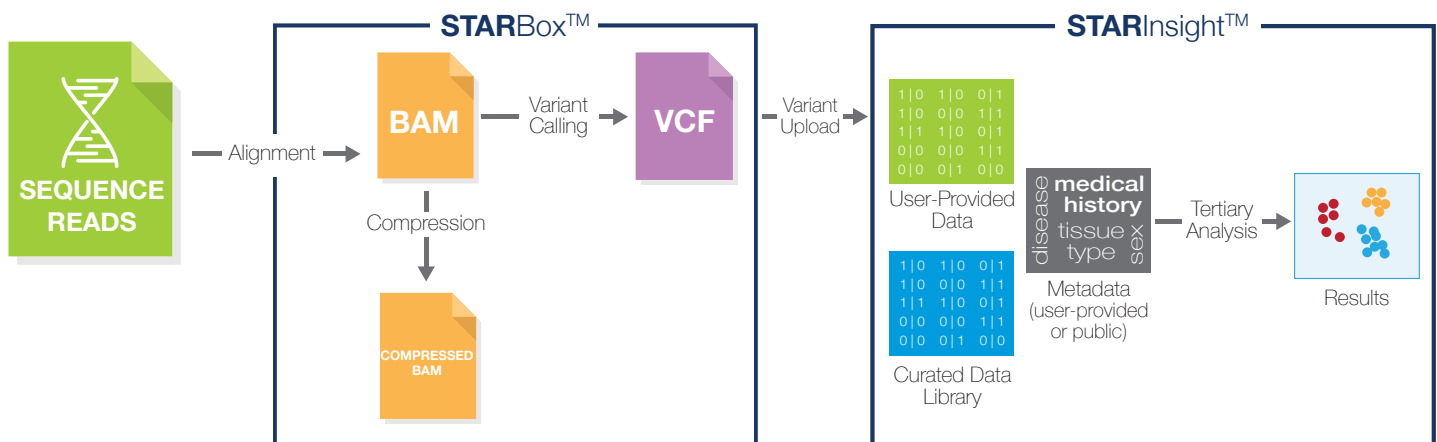 STARBox™
STARInsight™
SEQUENCE
READS
Alignment
BAM
Variant
Calling
VCF
Variant
Upload
Compression
COMPRESSED
BAM
1|0 1|0 0|1
1|0 0|0 1|1
1|1 1|0 0|1
0|0 0|0 1|1
0|0 0|1 0|0
User-Provided
Data
1|0 1|0 0|1
1|0 0|0 1|1
1|1 1|0 0|1
0|0 0|0 1|1
0|0 0|1 0|0
Curated Data
Library
disease
medical
history
tissue
type
sex
Metadata
(user-provided
or public)
Tertiary
Analysis
Results